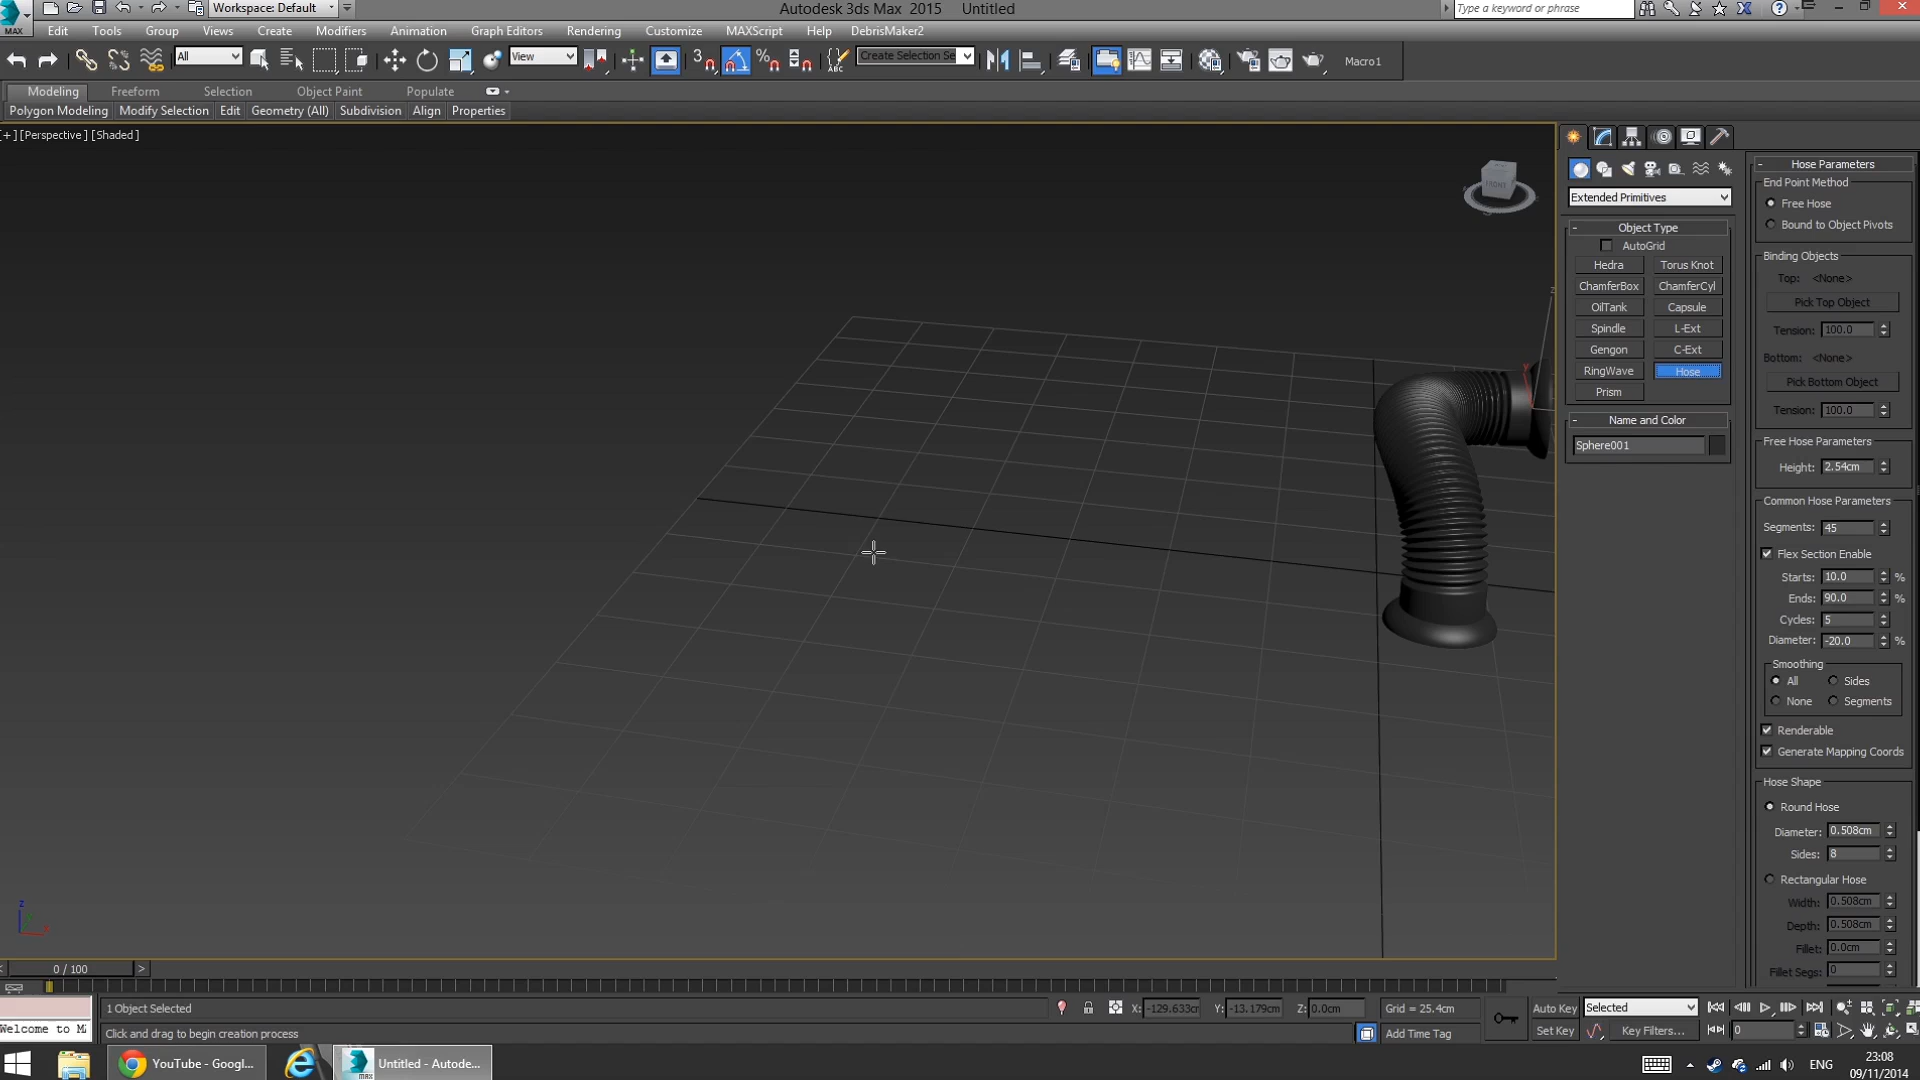 Workspace: Default
Autodesk 3ds Max 2015 Untitled
Type a keyword or phrase
MAX
Edit Tools Group Views Create Modifiers Animation Graph Editors Rendering Customize MAXScript Help DebrisMaker2
All
View
3
ABC
Create Selection Se
Macro1
Modeling Freeform Selection Object Paint Populate
Polygon Modeling Modify Selection Edit Geometry (All) Subdivision Align Properties
[+] [Perspective] [Shaded]
FRONT
Extended Primitives
- Object Type
AutoGrid
Hedra Torus Knot
ChamferBox ChamferCyl
OilTank Capsule
Spindle L-Ext
Gengon C-Ext
RingWave Hose
Prism
- Name and Color
Sphere001
- Hose Parameters
End Point Method
Free Hose
Bound to Object Pivots
Binding Objects
Top: <None>
Pick Top Object
Tension: 100.0
Bottom: <None>
Pick Bottom Object
Tension: 100.0
Free Hose Parameters
Height: 2.54cm
Common Hose Parameters
Segments: 45
Flex Section Enable
Starts: 10.0 %
Ends: 90.0 %
Cycles: 5
Diameter: -20.0 %
Smoothing
All Sides
None Segments
Renderable
Generate Mapping Coords
Hose Shape
Round Hose
Diameter: 0.508cm
Sides: 8
Rectangular Hose
Width: 0.508cm
Depth: 0.508cm
Fillet: 0.0cm
Fillet Segs: 0
z
x
0 / 100 >
Welcome to M
1 Object Selected
Click and drag to begin creation process
X: -129.633cr Y: -13.179cm Z: 0.0cm Grid = 25.4cm
Add Time Tag
Auto Key Selected
Set Key Key Filters...
0
YouTube - Googl...
Untitled - Autode...
ENG
23:08
09/11/2014